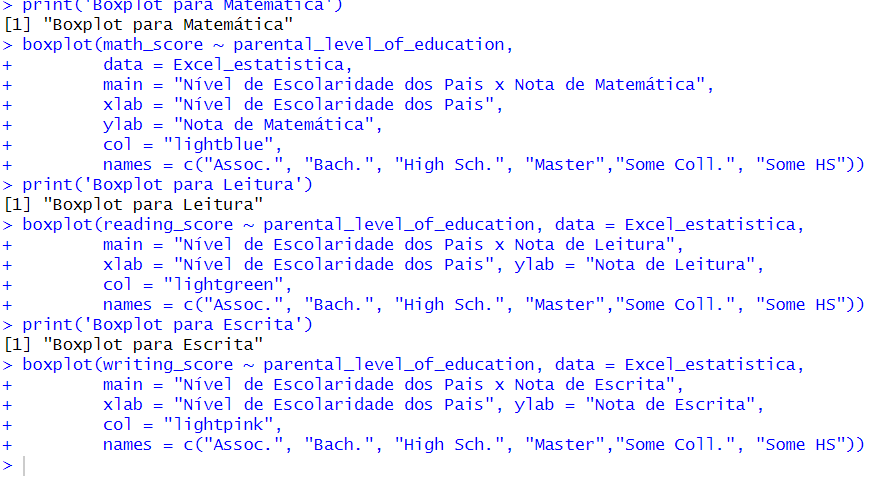 > print('Boxplot para Matemática')
[1] "Boxplot para Matemática"
> boxplot(math_score ~ parental_level_of_education,
+         data = Excel_estatistica,
+         main = "Nível de Escolaridade dos Pais x Nota de Matemática",
+         xlab = "Nível de Escolaridade dos Pais",
+         ylab = "Nota de Matemática",
+         col = "lightblue",
+         names = c("Assoc.", "Bach.", "High Sch.", "Master","Some Coll.", "Some HS"))
> print('Boxplot para Leitura')
[1] "Boxplot para Leitura"
> boxplot(reading_score ~ parental_level_of_education, data = Excel_estatistica,
+         main = "Nível de Escolaridade dos Pais x Nota de Leitura",
+         xlab = "Nível de Escolaridade dos Pais", ylab = "Nota de Leitura",
+         col = "lightgreen",
+         names = c("Assoc.", "Bach.", "High Sch.", "Master","Some Coll.", "Some HS"))
> print('Boxplot para Escrita')
[1] "Boxplot para Escrita"
> boxplot(writing_score ~ parental_level_of_education, data = Excel_estatistica,
+         main = "Nível de Escolaridade dos Pais x Nota de Escrita",
+         xlab = "Nível de Escolaridade dos Pais", ylab = "Nota de Escrita",
+         col = "lightpink",
+         names = c("Assoc.", "Bach.", "High Sch.", "Master","Some Coll.", "Some HS"))
>